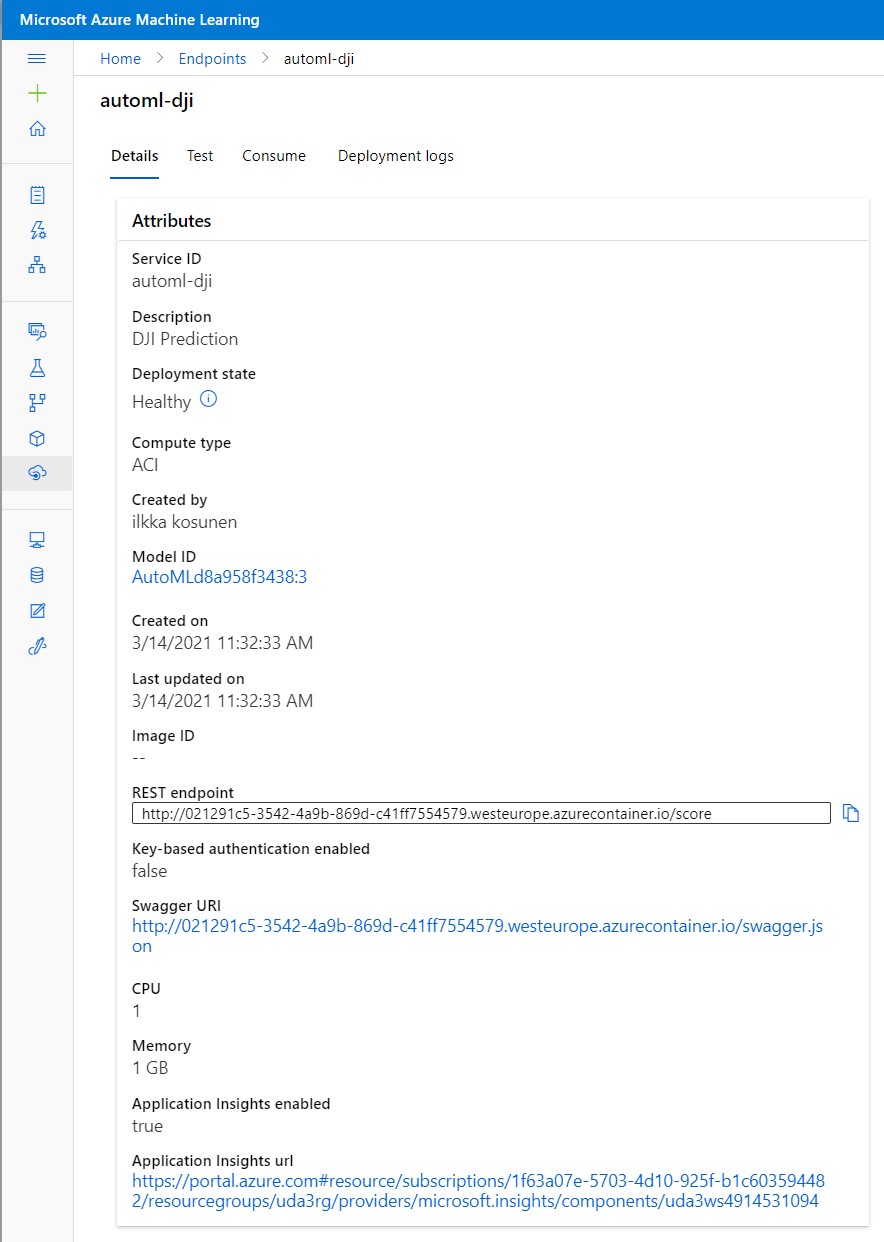 Microsoft Azure Machine Learning
Home > Endpoints > automl-dji
automl-dji
Details Test Consume Deployment logs
Attributes
Service ID
automl-dji
Description
DJI Prediction
Deployment state
Healthy
Compute type
ACI
Created by
ilkka kosunen
Model ID
AutoMLd8a958f3438:3
Created on
3/14/2021 11:32:33 AM
Last updated on
3/14/2021 11:32:33 AM
Image ID
--
REST endpoint
http://021291c5-3542-4a9b-869d-c41ff7554579.westeurope.azurecontainer.io/score
Key-based authentication enabled
false
Swagger URI
http://021291c5-3542-4a9b-869d-c41ff7554579.westeurope.azurecontainer.io/swagger.js
on
CPU
1
Memory
1 GB
Application Insights enabled
true
Application Insights url
https://portal.azure.com#resource/subscriptions/1f63a07e-5703-4d10-925f-b1c60359448
2/resourcegroups/uda3rg/providers/microsoft.insights/components/uda3ws4914531094